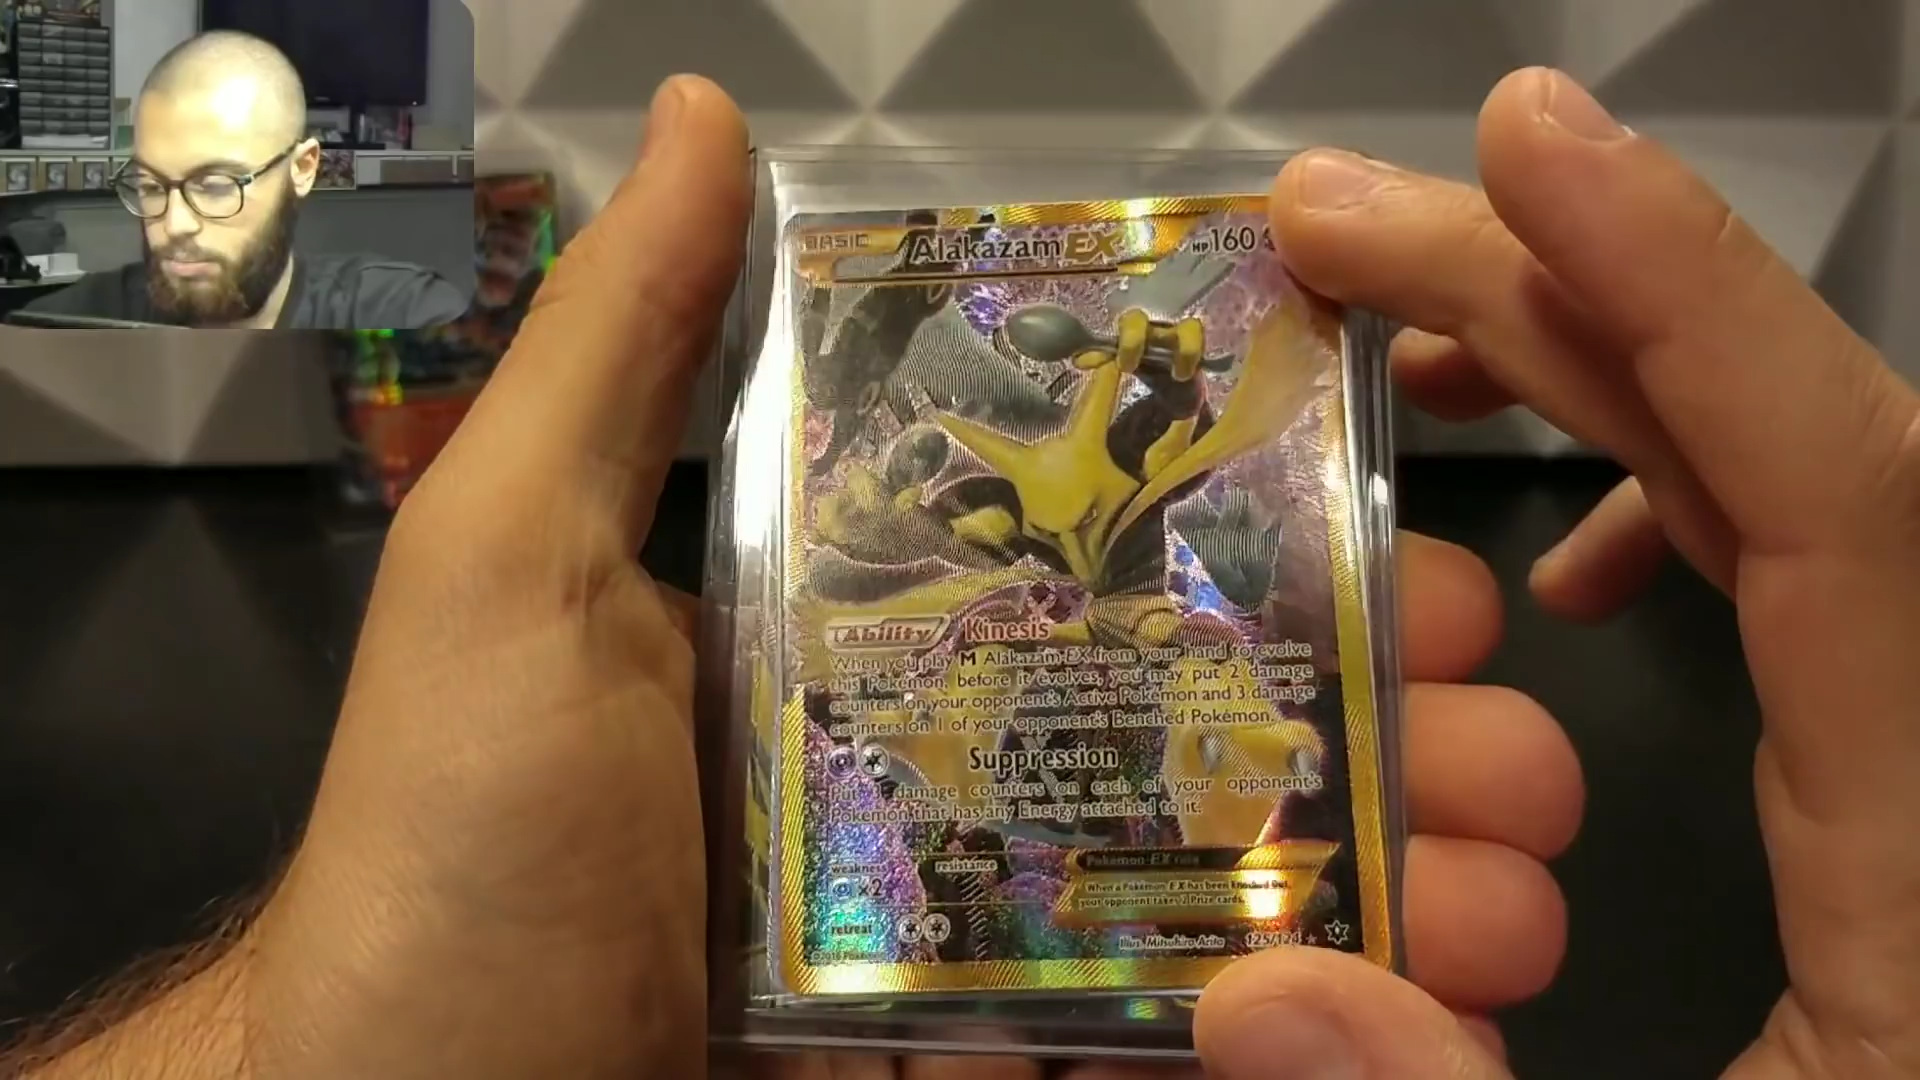 BASIC Alakazam EX HP160
Ability Kinesis
When you play M Alakazam-EX from your hand to evolve
this Pokémon, before it evolves, you may put 2 damage
counters on your opponent's Active Pokémon and 3 damage
counters on 1 of your opponent's Benched Pokémon.
Suppression
Put damage counters on each of your opponent's
Pokémon that has any Energy attached to it.
weakness resistance
×2
retreat
Pokémon-EX rule
When a Pokémon-EX has been Knocked Out,
your opponent takes 2 Prize cards.
Illus. Mitsuhiro Arita 125/124
©2016 Pokémon